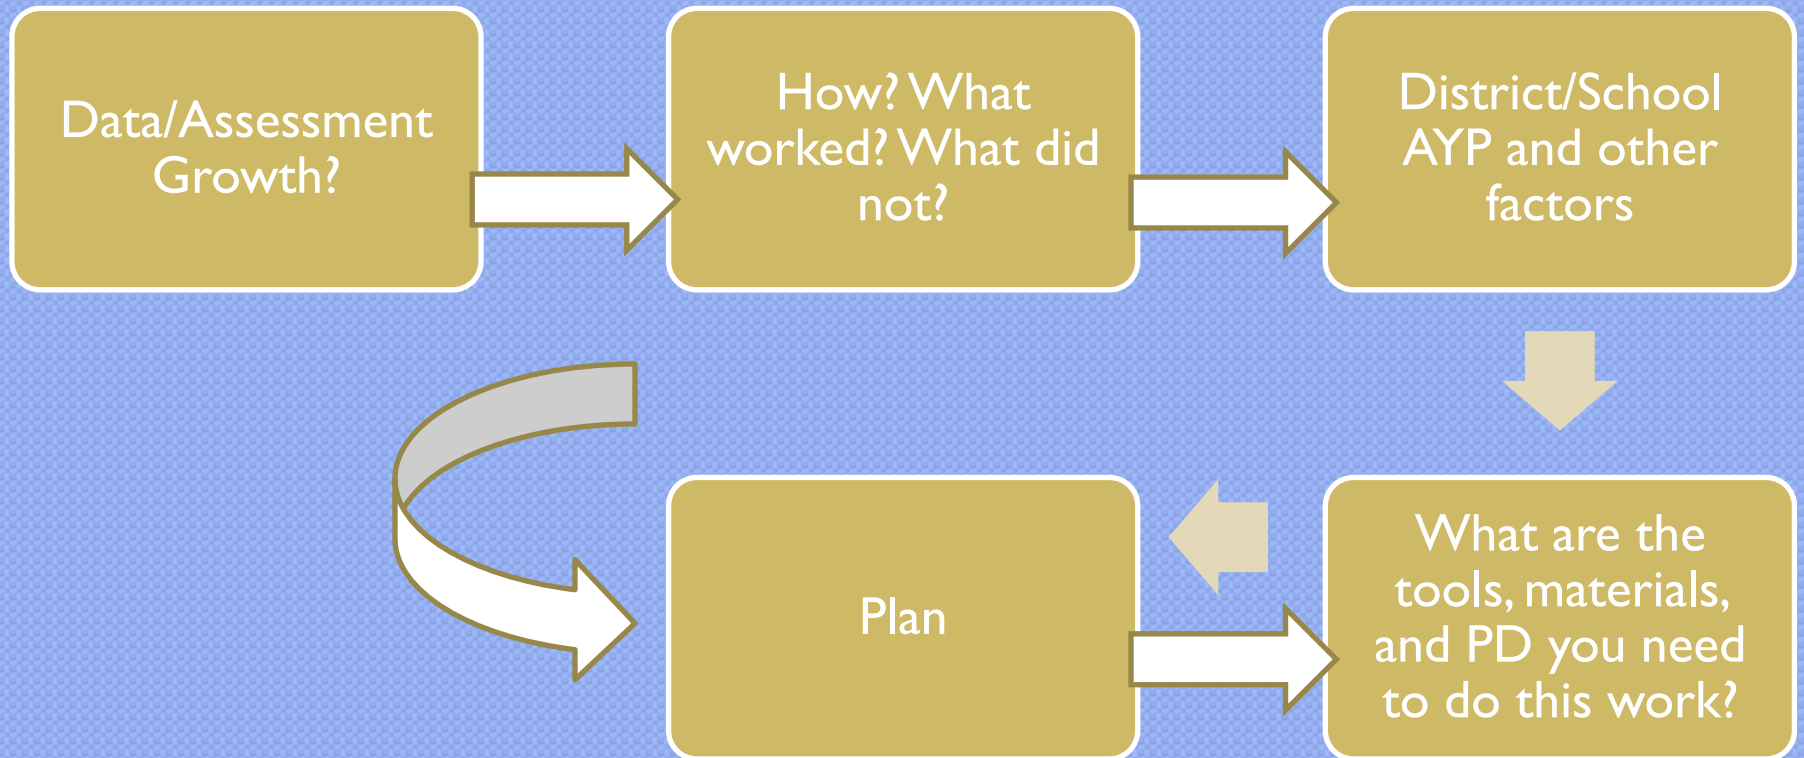 Data/Assessment
Growth?
How? What
worked? What did
not?
District/School
AYP and other
factors
Plan
What are the
tools, materials,
and PD you need
to do this work?